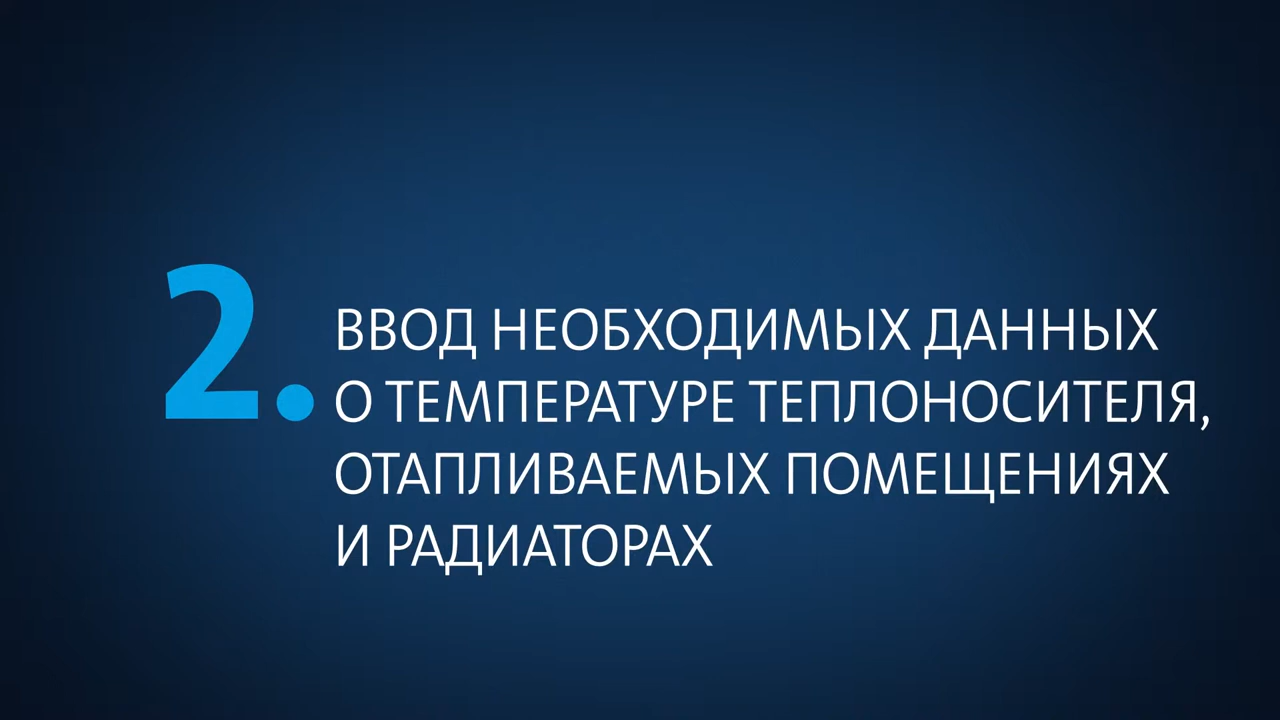 2. ВВОД НЕОБХОДИМЫХ ДАННЫХ
О ТЕМПЕРАТУРЕ ТЕПЛОНОСИТЕЛЯ,
ОТАПЛИВАЕМЫХ ПОМЕЩЕНИЯХ
И РАДИАТОРАХ